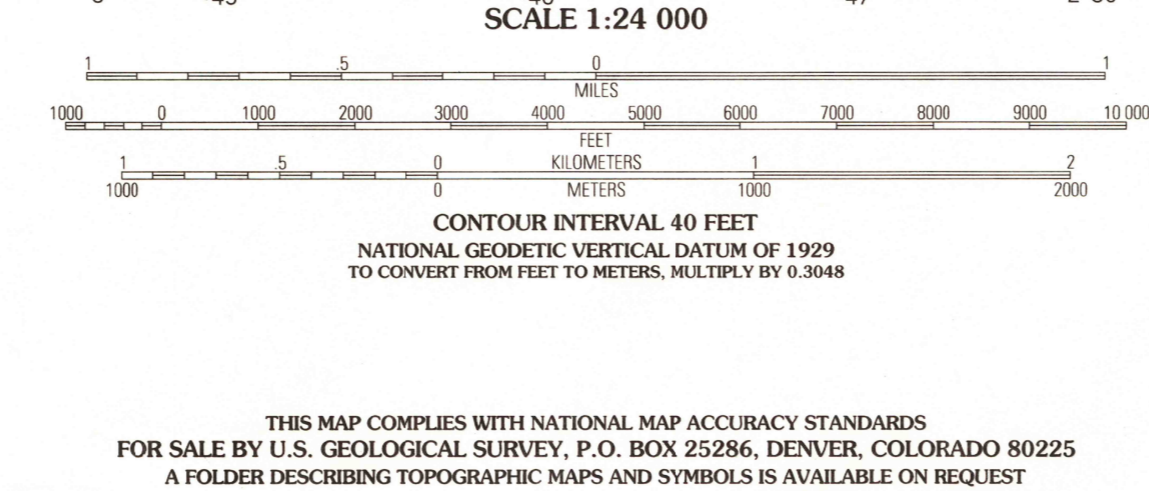 SCALE 1:24 000
1 .5 0 1
MILES
1000 0 1000 2000 3000 4000 5000 6000 7000 8000 9000 10 000
FEET
1 .5 0 KILOMETERS 1 2
1000 0 METERS 1000 2000
CONTOUR INTERVAL 40 FEET
NATIONAL GEODETIC VERTICAL DATUM OF 1929
TO CONVERT FROM FEET TO METERS, MULTIPLY BY 0.3048
THIS MAP COMPLIES WITH NATIONAL MAP ACCURACY STANDARDS
FOR SALE BY U.S. GEOLOGICAL SURVEY, P.O. BOX 25286, DENVER, COLORADO 80225
A FOLDER DESCRIBING TOPOGRAPHIC MAPS AND SYMBOLS IS AVAILABLE ON REQUEST